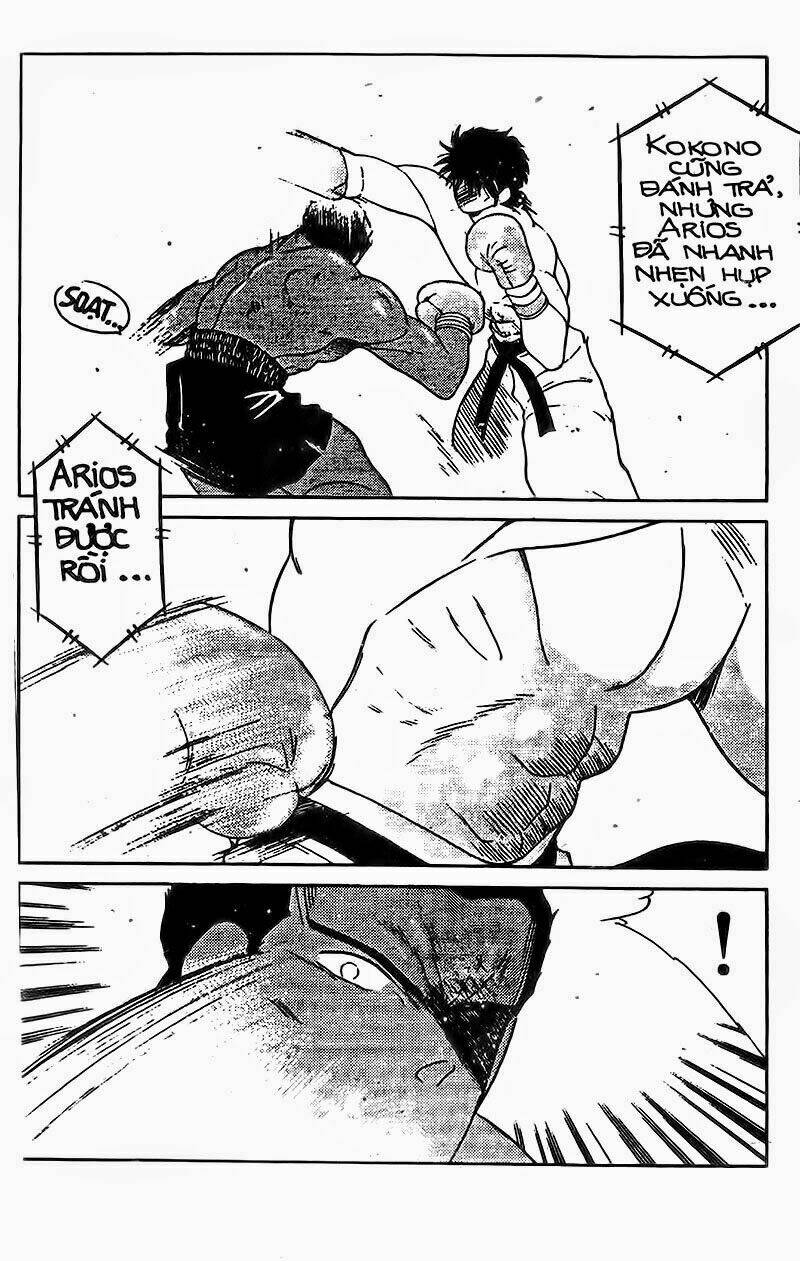 KOKONO
CŨNG
ĐÁNH TRẢ,
NHƯNG
ARIOS
ĐÃ NHANH
NHẸN HỤP
XUỐNG...
SOẠT...
ARIOS
TRÁNH
ĐƯỢC
RỒI...
!